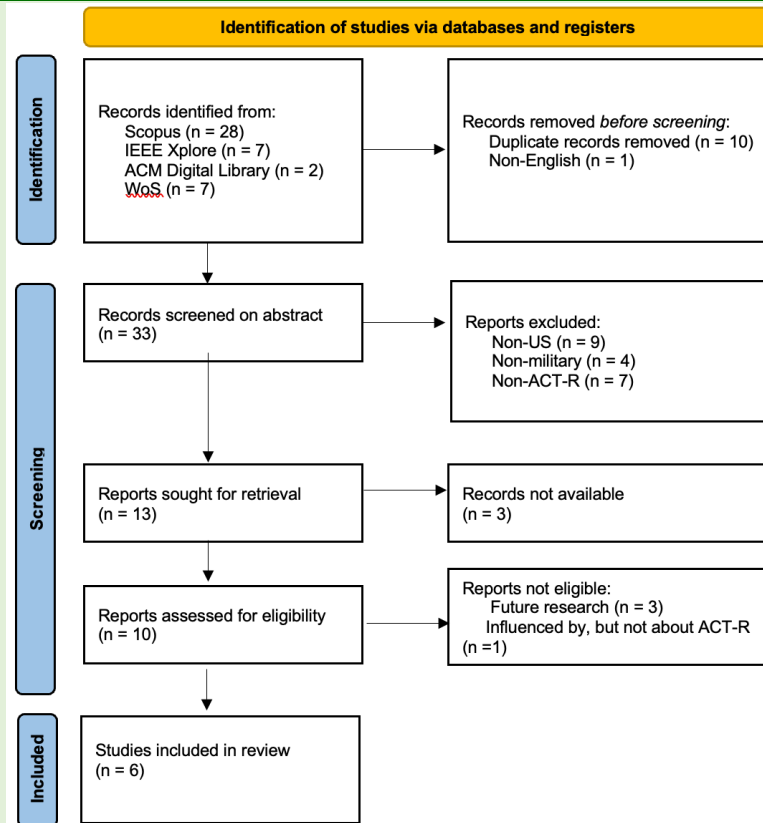 Identification of studies via databases and registers
Identification
Records identified from:
Scopus (n = 28)
IEEE Xplore (n = 7)
ACM Digital Library (n = 2)
WoS (n = 7)
Records removed before screening:
Duplicate records removed (n = 10)
Non-English (n = 1)
Screening
Records screened on abstract
(n = 33)
Reports excluded:
Non-US (n = 9)
Non-military (n = 4)
Non-ACT-R (n = 7)
Reports sought for retrieval
(n = 13)
Records not available
(n = 3)
Reports assessed for eligibility
(n = 10)
Reports not eligible:
Future research (n = 3)
Influenced by, but not about ACT-R
(n =1)
Included
Studies included in review
(n = 6)